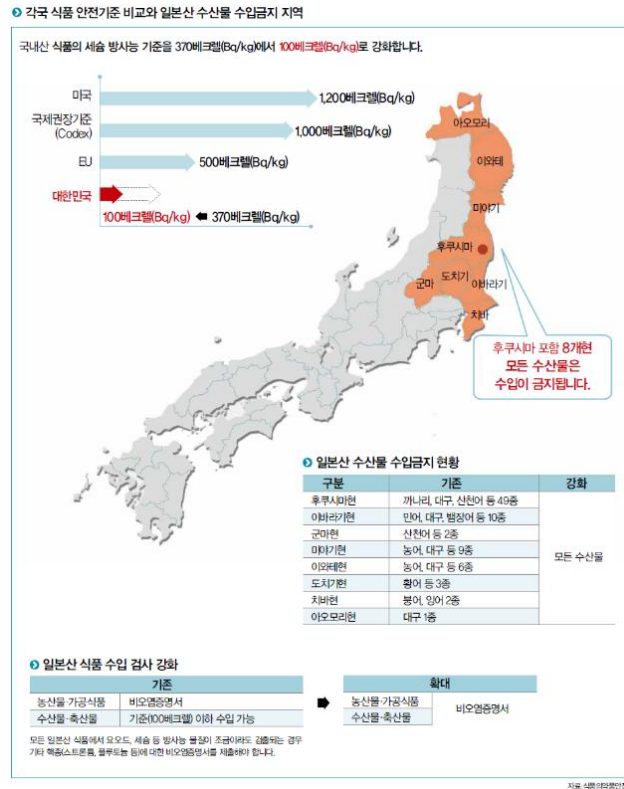 각국 식품 안전기준 비교와 일본산 수산물 수입금지 지역
국내산 식품의 세슘 방사능 기준을 370베크렐(Bq/kg)에서 100베크렐(Bq/kg)로 강화합니다.
미국
1,200베크렐(Bq/kg)
국제권장기준
(Codex)
1,000베크렐(Bq/kg)
EU
500베크렐(Bq/kg)
대한민국
100베크렐(Bq/kg) ← 370베크렐(Bq/kg)
아오모리
이와테
미야기
후쿠시마
군마
도치기
이바라기
치바
후쿠시마 포함 8개현
모든 수산물은
수입이 금지됩니다.
일본산 수산물 수입금지 현황
구분 기존 강화
후쿠시마현 까나리, 대구, 산천어 등 49종
이바라기현 민어, 대구, 뱀장어 등 10종
군마현 산천어 등 2종
미야기현 농어, 대구 등 9종
모든 수산물
이와테현 농어, 대구 등 6종
도치기현 황어 등 3종
치바현 붕어, 잉어 2종
아오모리현 대구 1종
일본산 식품 수입 검사 강화
기존
농산물·가공식품 비오염증명서
수산물·축산물 기준(100베크렐) 이하 수입 가능
확대
농산물·가공식품
비오염증명서
수산물·축산물
모든 일본산 식품에서 요오드, 세슘 등 방사능 물질이 조금이라도 검출되는 경우
기타 핵종(스트론튬, 플루토늄 등)에 대한 비오염증명서를 제출해야 합니다.
자료 식품의약품안전